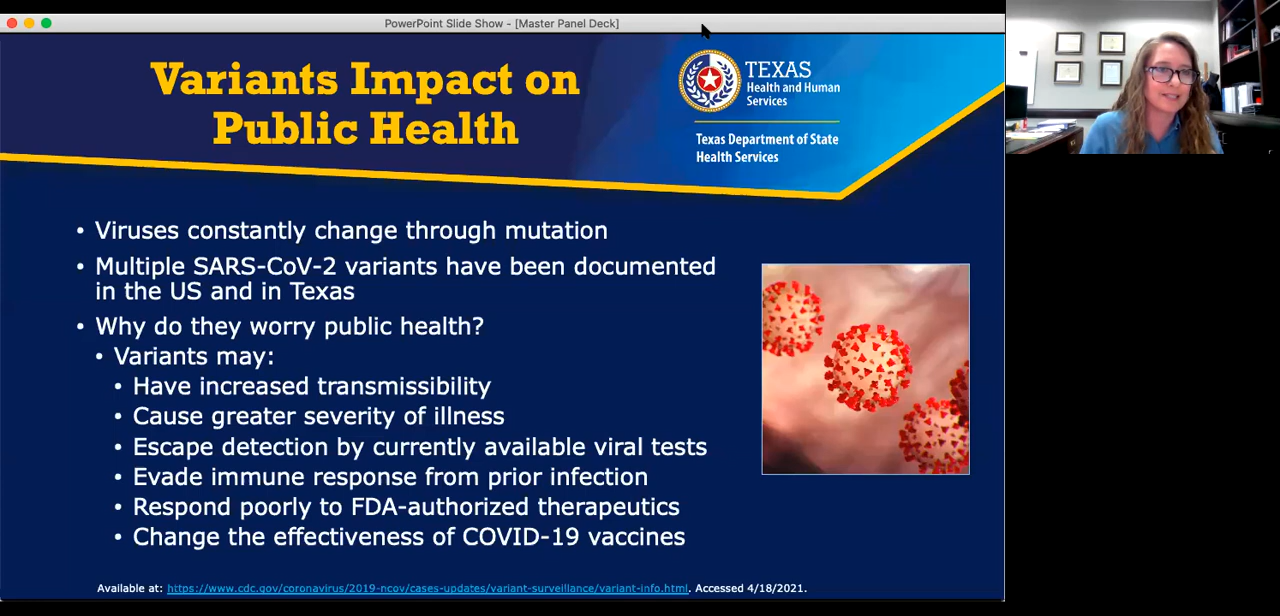 PowerPoint Slide Show - [Master Panel Deck]
Variants Impact on
Public Health
TEXAS
Health and Human
Services
Texas Department of State
Health Services
• Viruses constantly change through mutation
• Multiple SARS-CoV-2 variants have been documented
in the US and in Texas
• Why do they worry public health?
• Variants may:
• Have increased transmissibility
• Cause greater severity of illness
• Escape detection by currently available viral tests
• Evade immune response from prior infection
• Respond poorly to FDA-authorized therapeutics
• Change the effectiveness of COVID-19 vaccines
Available at: https://www.cdc.gov/coronavirus/2019-ncov/cases-updates/variant-surveillance/variant-info.html. Accessed 4/18/2021.